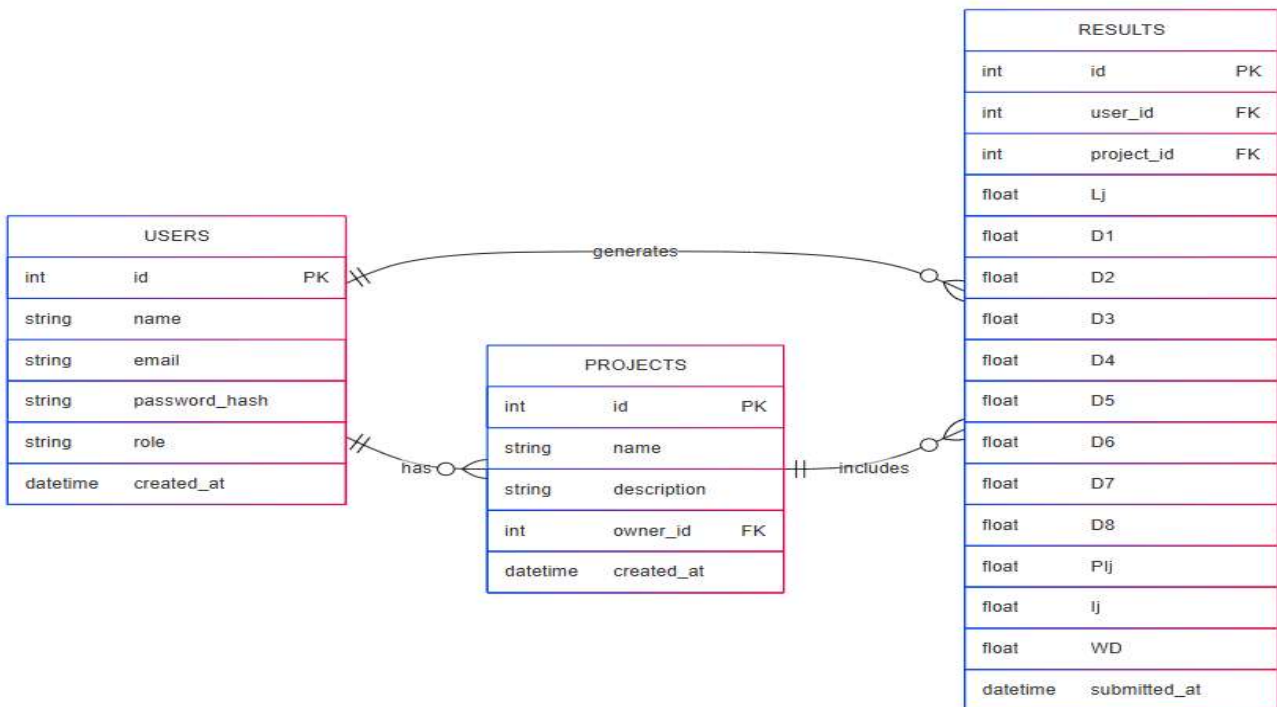 USERS
int id PK
string name
string email
string password_hash
string role
datetime created_at
generates
has
PROJECTS
int id PK
string name
string description
int owner_id FK
datetime created_at
includes
RESULTS
int id PK
int user_id FK
int project_id FK
float Lj
float D1
float D2
float D3
float D4
float D5
float D6
float D7
float D8
float Plj
float Ij
float WD
datetime submitted_at